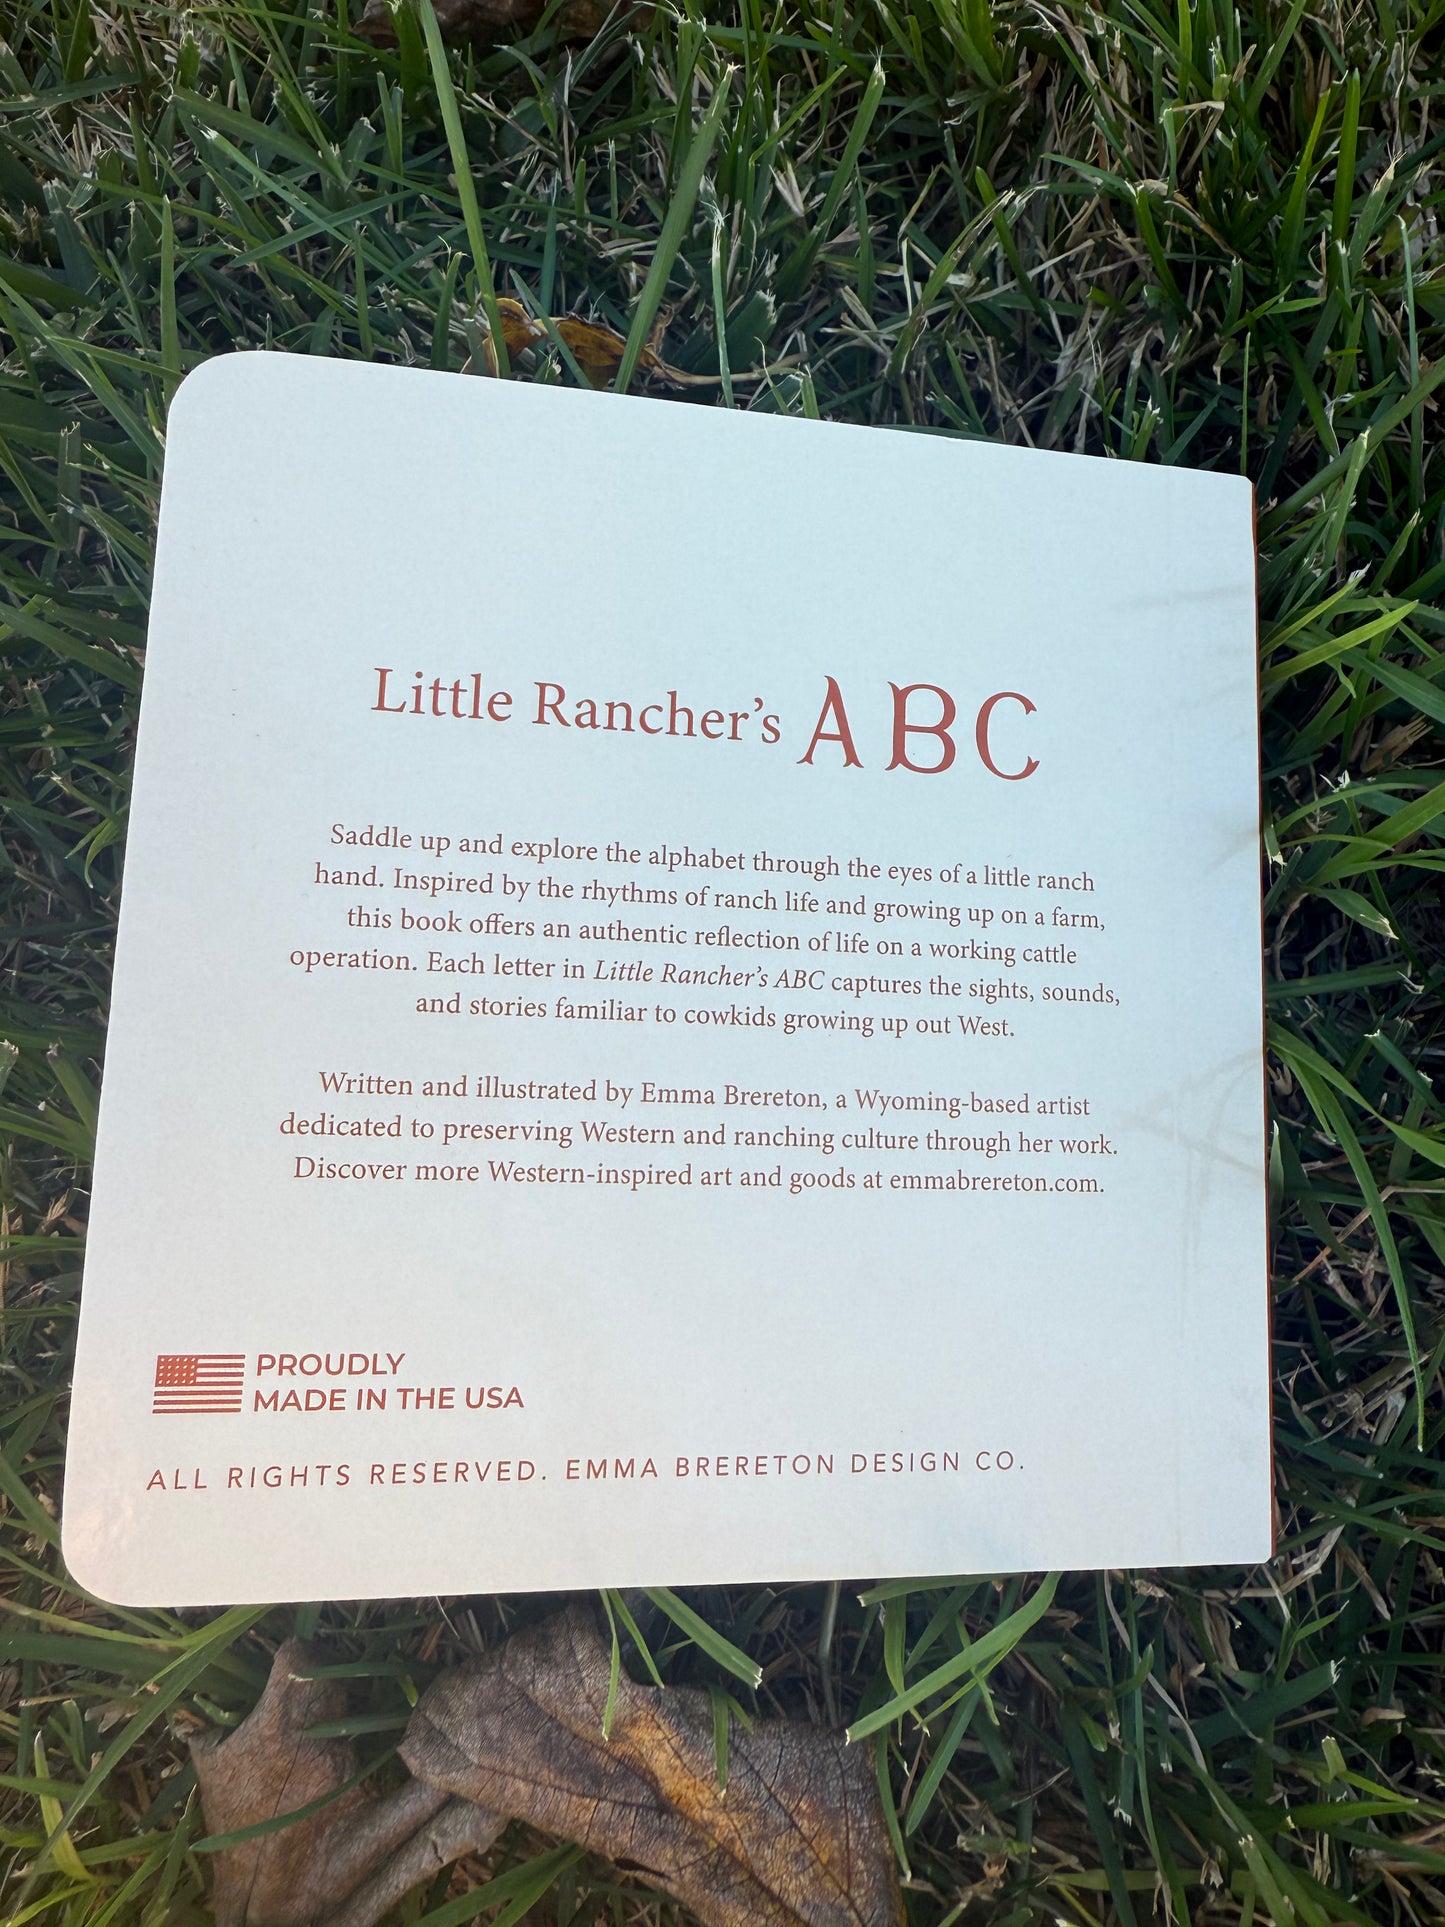 Little Rancher's ABC
Saddle up and explore the alphabet through the eyes of a little ranch
hand. Inspired by the rhythms of ranch life and growing up on a farm,
this book offers an authentic reflection of life on a working cattle
operation. Each letter in Little Rancher's ABC captures the sights, sounds,
and stories familiar to cowkids growing up out West.
Written and illustrated by Emma Brereton, a Wyoming-based artist
dedicated to preserving Western and ranching culture through her work.
Discover more Western-inspired art and goods at emmabrereton.com.
PROUDLY
MADE IN THE USA
ALL RIGHTS RESERVED. EMMA BRERETON DESIGN CO.